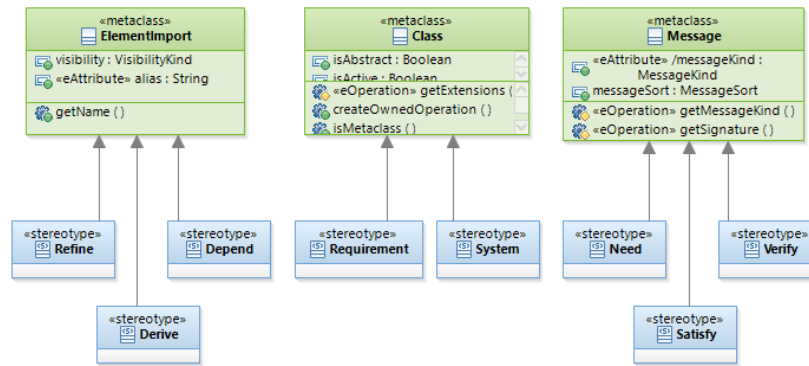 «metaclass»
ElementImport
visibility : VisibilityKind
«eAttribute» alias : String
getName ( )
«metaclass»
Class
isAbstract : Boolean
isActive : Boolean
«eOperation» getExtensions (
createOwnedOperation ( )
isMetaclass ( )
«metaclass»
Message
«eAttribute» /messageKind :
MessageKind
messageSort : MessageSort
«eOperation» getMessageKind ( )
«eOperation» getSignature ( )
«stereotype»
Refine
«stereotype»
Depend
«stereotype»
Requirement
«stereotype»
System
«stereotype»
Need
«stereotype»
Verify
«stereotype»
Derive
«stereotype»
Satisfy